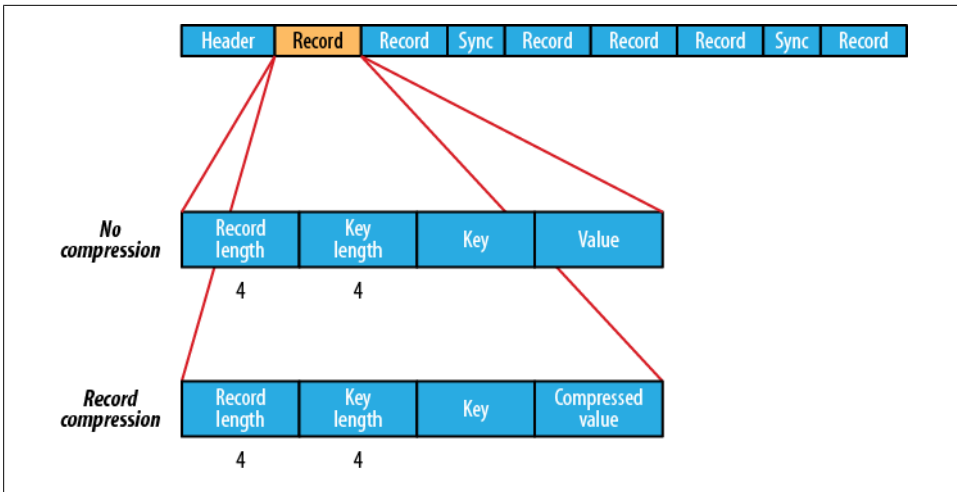 Header Record Record Sync Record Record Record Sync Record
No
compression
Record
length
Key
length
Key
Value
4 4
Record
compression
Record
length
Key
length
Key
Compressed
value
4 4